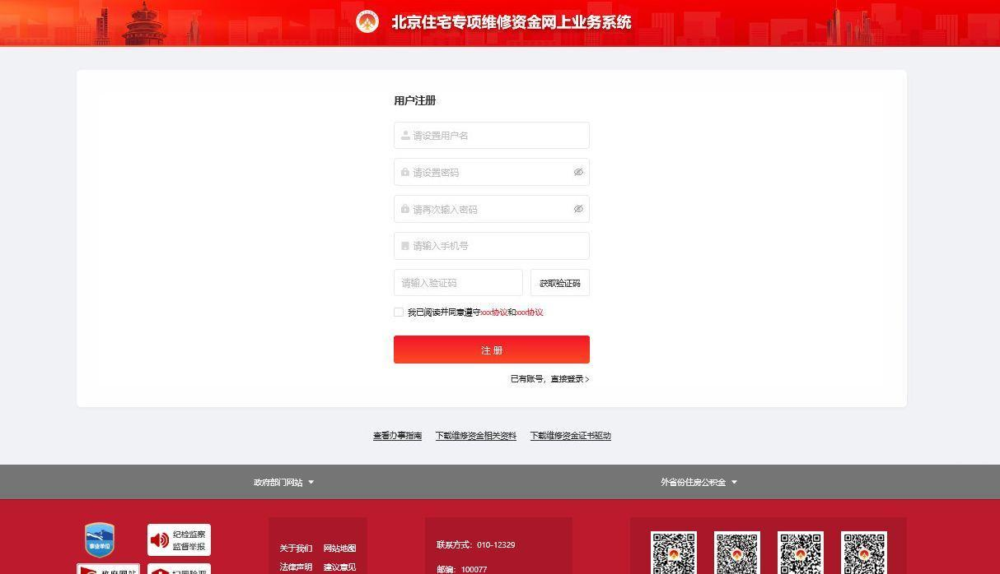 北京住宅专项维修资金网上业务系统
用户注册
请设置用户名
请设置密码
请再次输入密码
请输入手机号
请输入验证码
获取验证码
我已阅读并同意遵守xxx协议和xxx协议
注 册
已有账号，直接登录 >
查看办事指南 下载维修资金相关资料 下载维修资金证书驱动
政府部门网站
外省份住房公积金
事业单位
纪检监察
监督举报
政府网站
关于我们 网站地图
法律声明 建议意见
联系方式：010-12329
邮编：100077